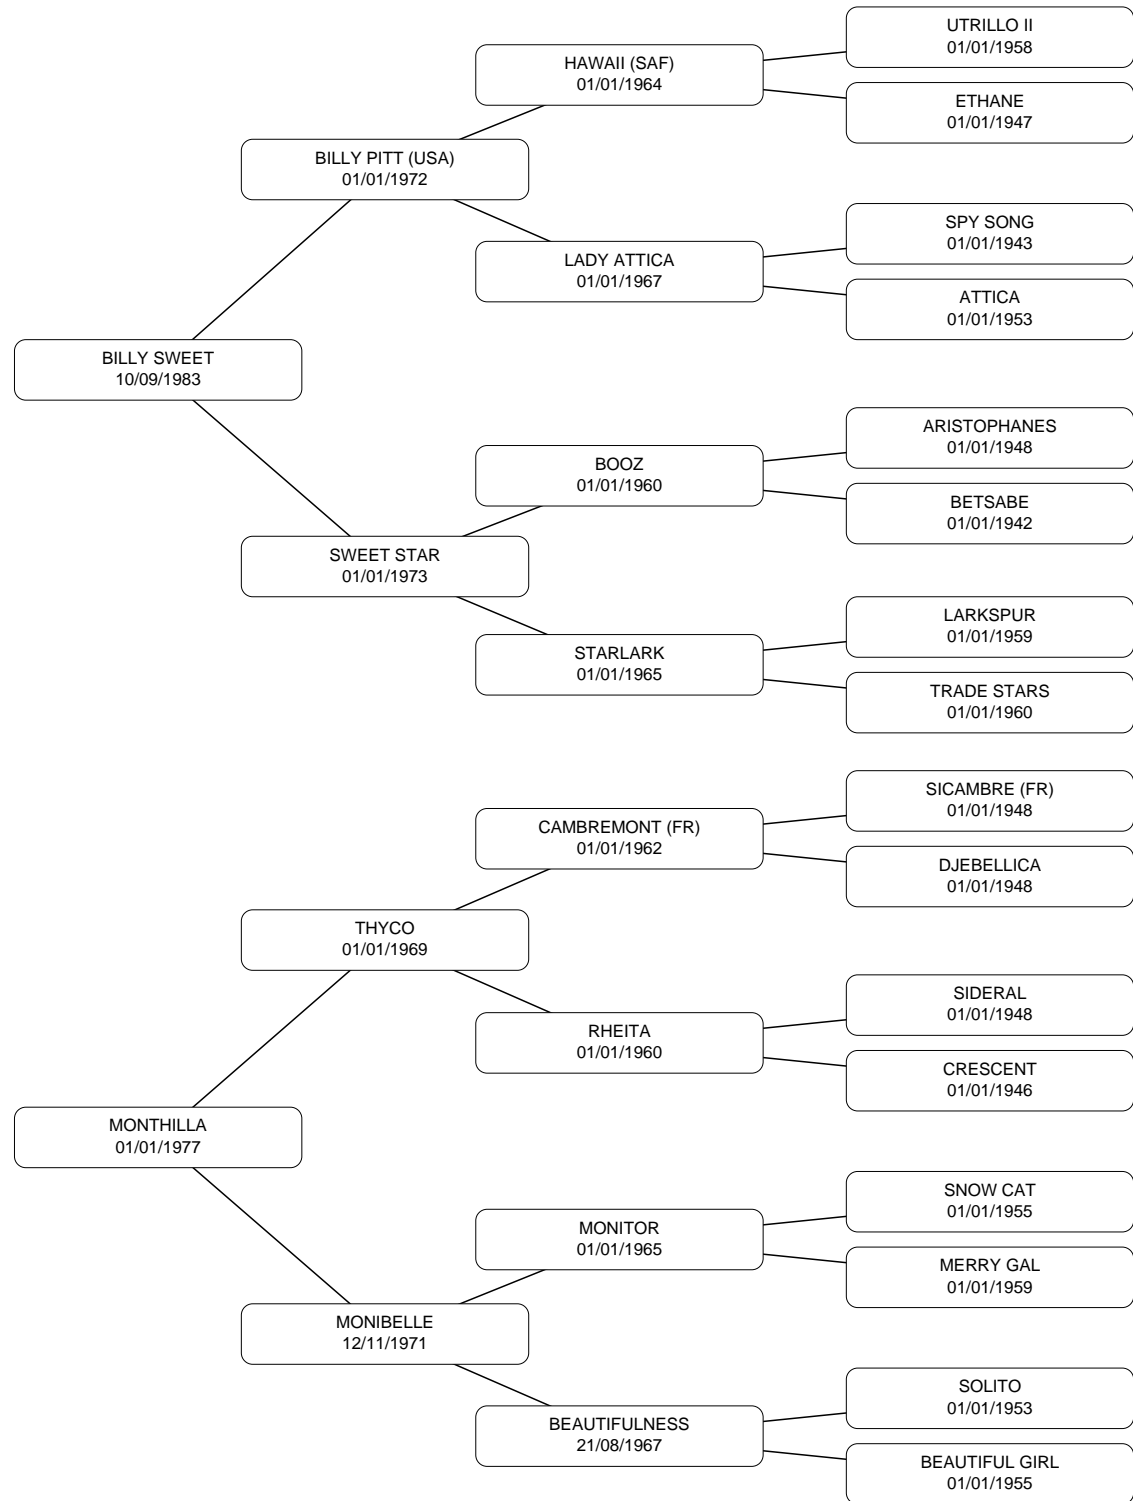 UTRILLO II
01/01/1958
HAWAII (SAF)
01/01/1964
ETHANE
01/01/1947
BILLY PITT (USA)
01/01/1972
SPY SONG
01/01/1943
LADY ATTICA
01/01/1967
ATTICA
01/01/1953
BILLY SWEET
10/09/1983
ARISTOPHANES
01/01/1948
BOOZ
01/01/1960
BETSABE
01/01/1942
SWEET STAR
01/01/1973
LARKSPUR
01/01/1959
STARLARK
01/01/1965
TRADE STARS
01/01/1960
SICAMBRE (FR)
01/01/1948
CAMBREMONT (FR)
01/01/1962
DJEBELLICA
01/01/1948
THYCO
01/01/1969
SIDERAL
01/01/1948
RHEITA
01/01/1960
CRESCENT
01/01/1946
MONTHILLA
01/01/1977
SNOW CAT
01/01/1955
MONITOR
01/01/1965
MERRY GAL
01/01/1959
MONIBELLE
12/11/1971
SOLITO
01/01/1953
BEAUTIFULNESS
21/08/1967
BEAUTIFUL GIRL
01/01/1955